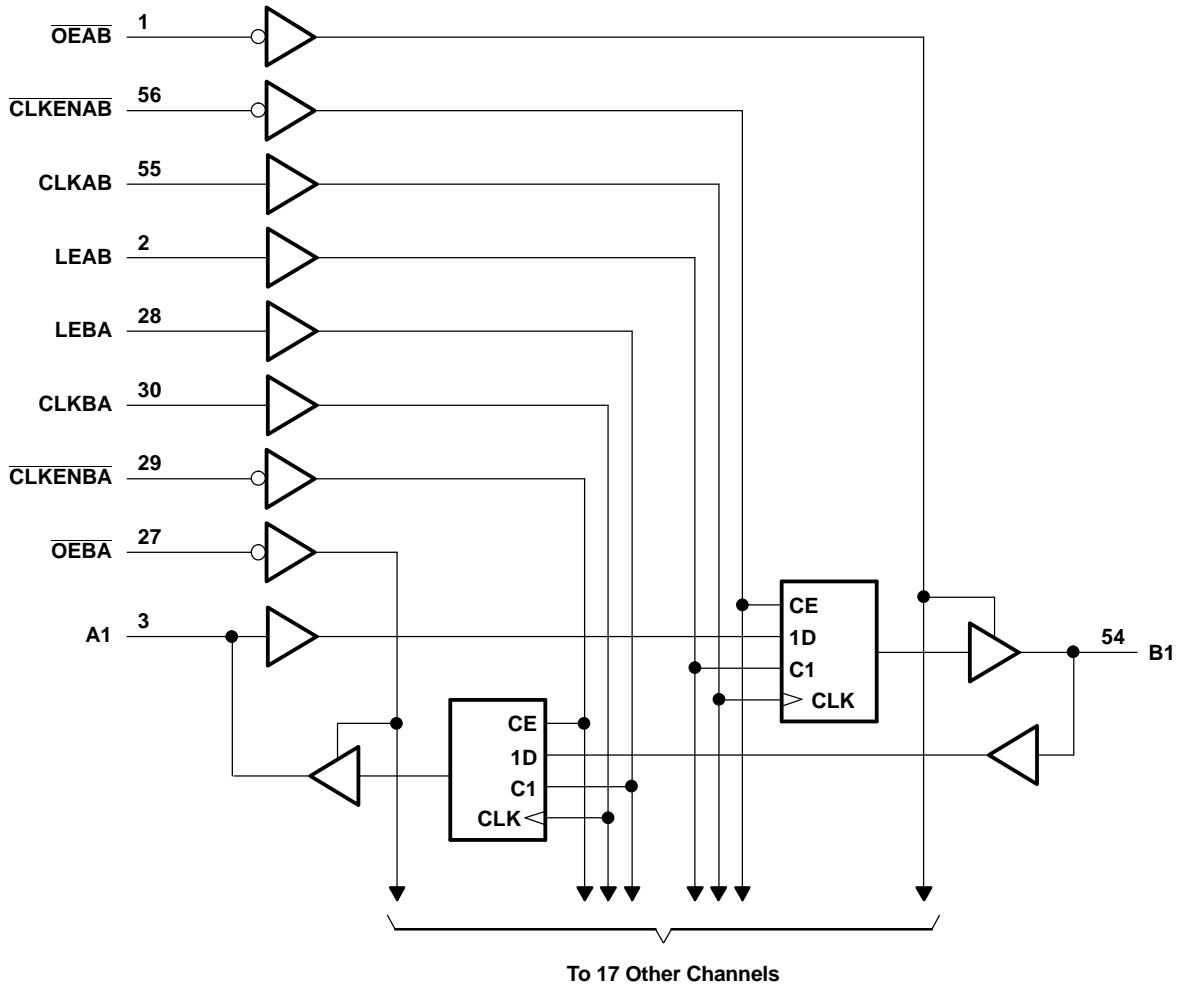 OEAB 1
CLKENAB 56
CLKAB 55
LEAB 2
LEBA 28
CLKBA 30
CLKENBA 29
OEBA 27
A1 3
CE
1D
C1
CLK
54 B1
CE
1D
C1
CLK
To 17 Other Channels